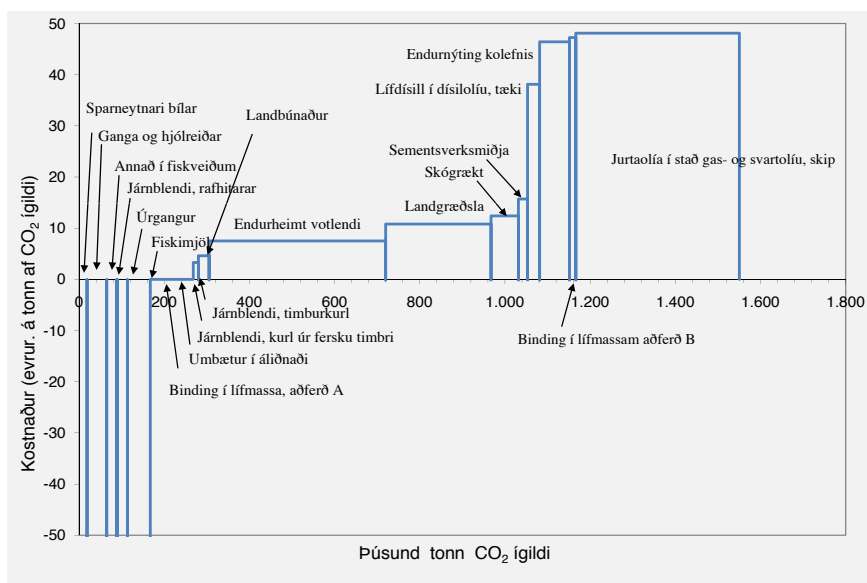 50
40
30
20
10
0
-10
-20
-30
-40
-50
0
200
400
600
800
1.000
1.200
1.400
1.600
1.800
Kostnaður (evrur. á tonn af CO2 ígildi)
Þúsund tonn CO2 ígildi
Sparneytnari bílar
Ganga og hjólreiðar
Annað í fiskveiðum
Járnblendi, rafhitarar
Úrgangur
Fiskimjöl
Landbúnaður
Endurheimt votlendi
Landgræðsla
Skógrækt
Sementsverksmiðja
Lífdísill í dísilolíu, tæki
Endurnýting kolefnis
Jurtaolía í stað gas- og svartolíu, skip
Járnblendi, timburkurl
Járnblendi, kurl úr fersku timbri
Umbætur í áliðnaði
Binding í lífmassa, aðferð A
Binding í lífmassam aðferð B